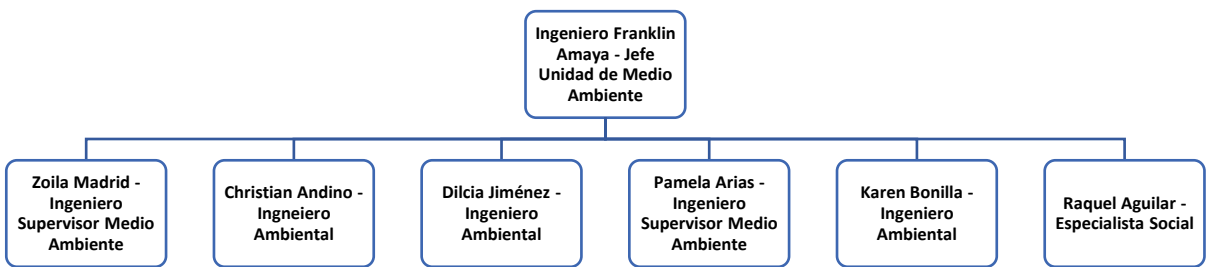 Ingeniero Franklin
Amaya - Jefe
Unidad de Medio
Ambiente
Zoila Madrid -
Ingeniero
Supervisor Medio
Ambiente
Christian Andino -
Ingneiero
Ambiental
Dilcia Jiménez -
Ingeniero
Ambiental
Pamela Arias -
Ingeniero
Supervisor Medio
Ambiente
Karen Bonilla -
Ingeniero
Ambiental
Raquel Aguilar -
Especialista Social